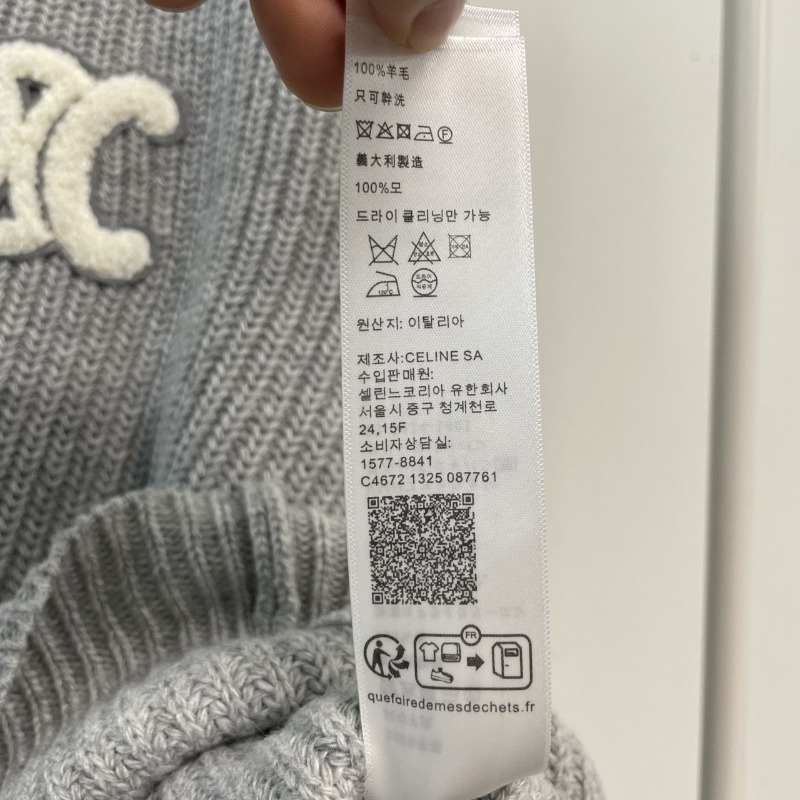 100%羊毛
只可幹洗
F
義大利製造
100%모
드라이 클리닝만 가능
120℃
원산지: 이탈리아
제조사:CELINE SA
수입판매원:
셀린느코리아 유한회사
서울시 중구 청계천로
24,15F
소비자상담실:
1577-8841
C4672 1325 087761
FR
quefairedemesdechets.fr